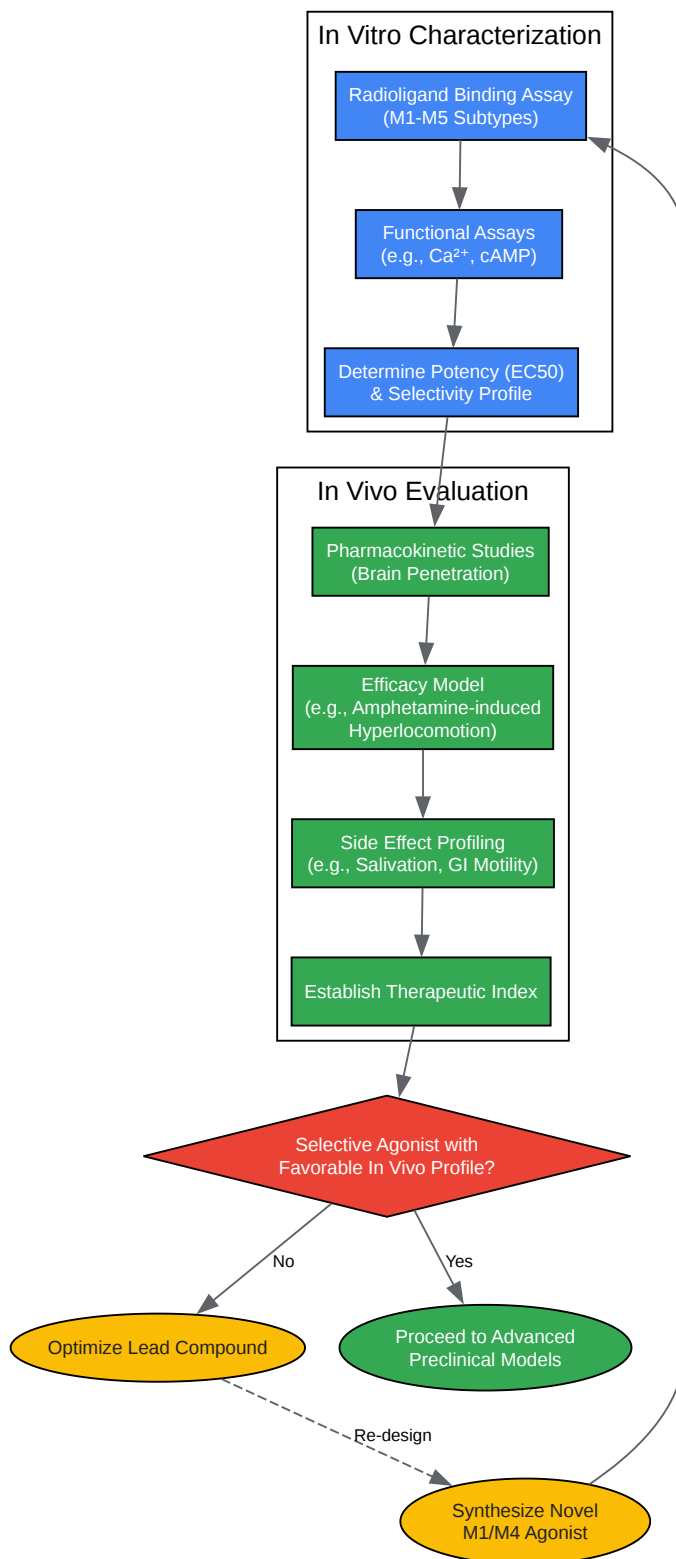 In Vitro Characterization
Radioligand Binding Assay
(M1-M5 Subtypes)
Functional Assays
(e.g., Ca²⁺, cAMP)
Determine Potency (EC50)
& Selectivity Profile
In Vivo Evaluation
Pharmacokinetic Studies
(Brain Penetration)
Efficacy Model
(e.g., Amphetamine-induced
Hyperlocomotion)
Side Effect Profiling
(e.g., Salivation, GI Motility)
Establish Therapeutic Index
Selective Agonist with
Favorable In Vivo Profile?
No
Yes
Optimize Lead Compound
Proceed to Advanced
Preclinical Models
Re-design
Synthesize Novel
M1/M4 Agonist